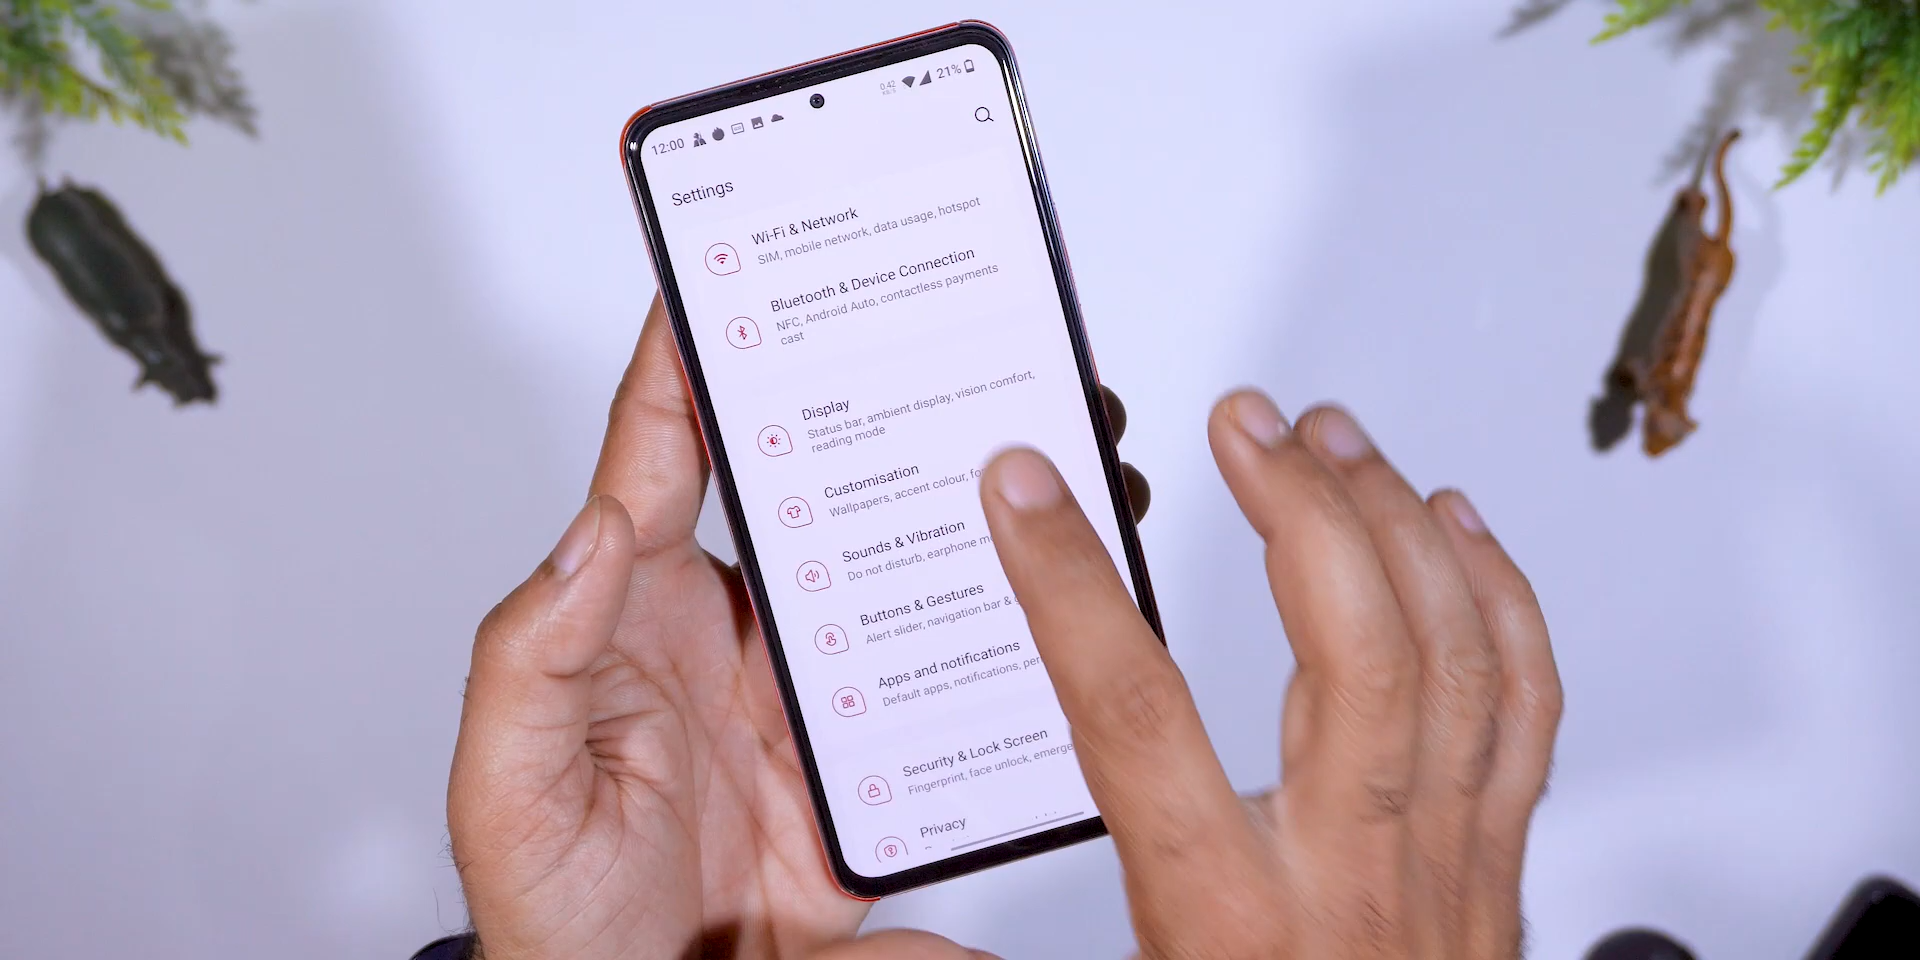 12:00
0.42
KB/S
21%
Settings
Wi-Fi & Network
SIM, mobile network, data usage, hotspot
Bluetooth & Device Connection
NFC, Android Auto, contactless payments
cast
Display
Status bar, ambient display, vision comfort,
reading mode
Customisation
Wallpapers, accent colour,
Sounds & Vibration
Do not disturb, earphone
Buttons & Gestures
Alert slider, navigation bar &
Apps and notifications
Default apps, notifications,
Security & Lock Screen
Fingerprint, face unlock,
Privacy